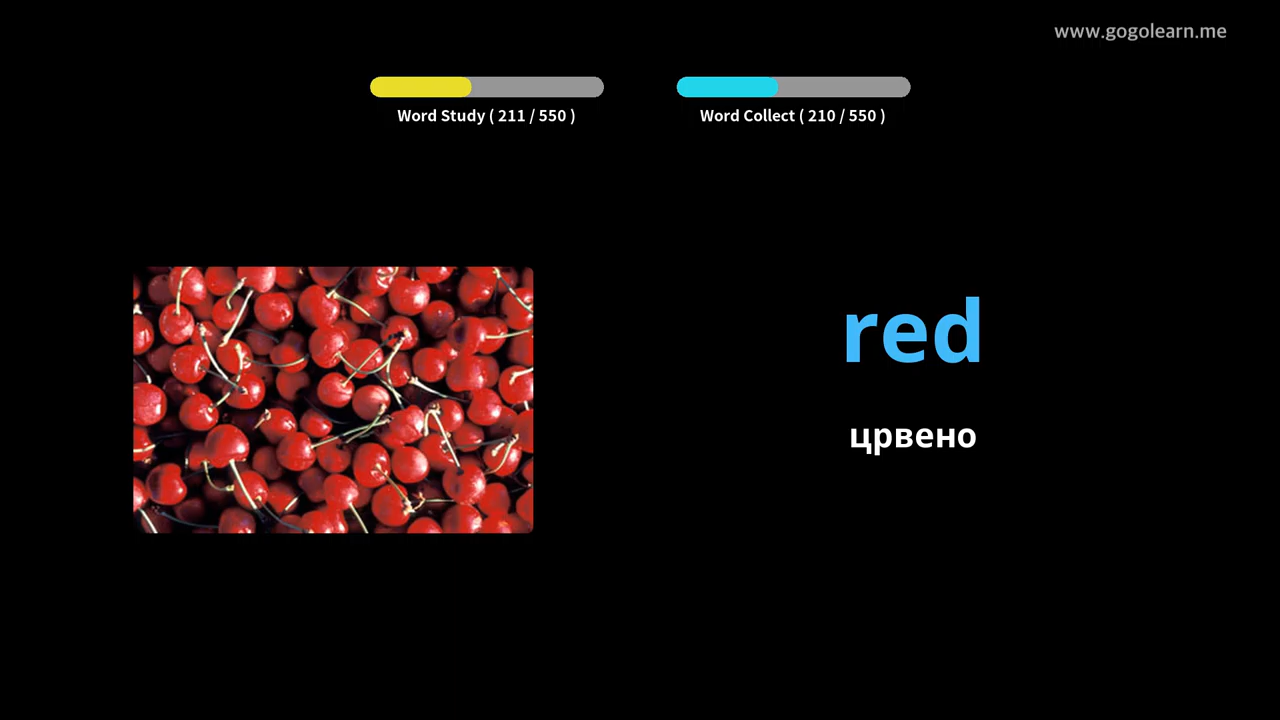 www.gogolearn.me
Word Study ( 211 / 550 )
Word Collect ( 210 / 550 )
red
црвено